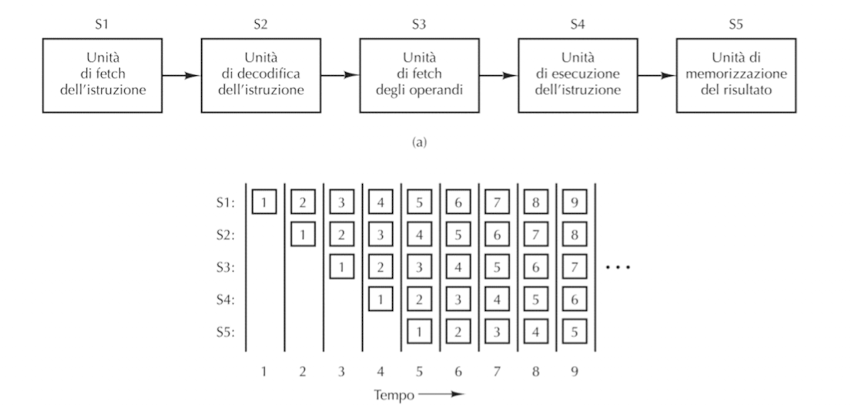 S1 S2 S3 S4 S5
Unità di fetch dell'istruzione
Unità di decodifica dell'istruzione
Unità di fetch degli operandi
Unità di esecuzione dell'istruzione
Unità di memorizzazione del risultato
(a)
S1: 1 2 3 4 5 6 7 8 9
S2: 1 2 3 4 5 6 7 8
S3: 1 2 3 4 5 6 7 ...
S4: 1 2 3 4 5 6
S5: 1 2 3 4 5
1 2 3 4 5 6 7 8 9
Tempo